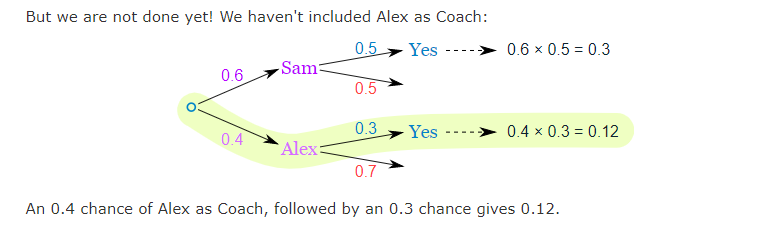 But we are not done yet! We haven't included Alex as Coach:
0.5 Yes 0.6 × 0.5 = 0.3
0.6 Sam
0.5
0.3 Yes 0.4 × 0.3 = 0.12
0.4 Alex
0.7
An 0.4 chance of Alex as Coach, followed by an 0.3 chance gives 0.12.